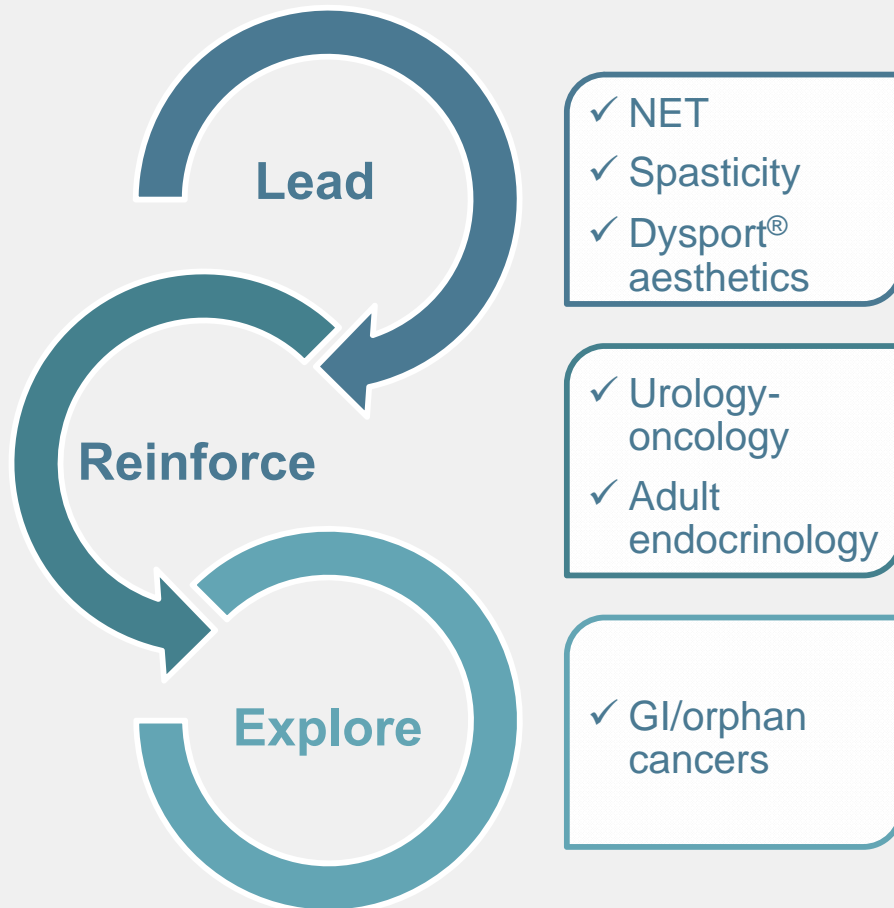 Lead
✓ NET
✓ Spasticity
✓ Dysport®
aesthetics
Reinforce
✓ Urology-
oncology
✓ Adult
endocrinology
Explore
✓ GI/orphan
cancers